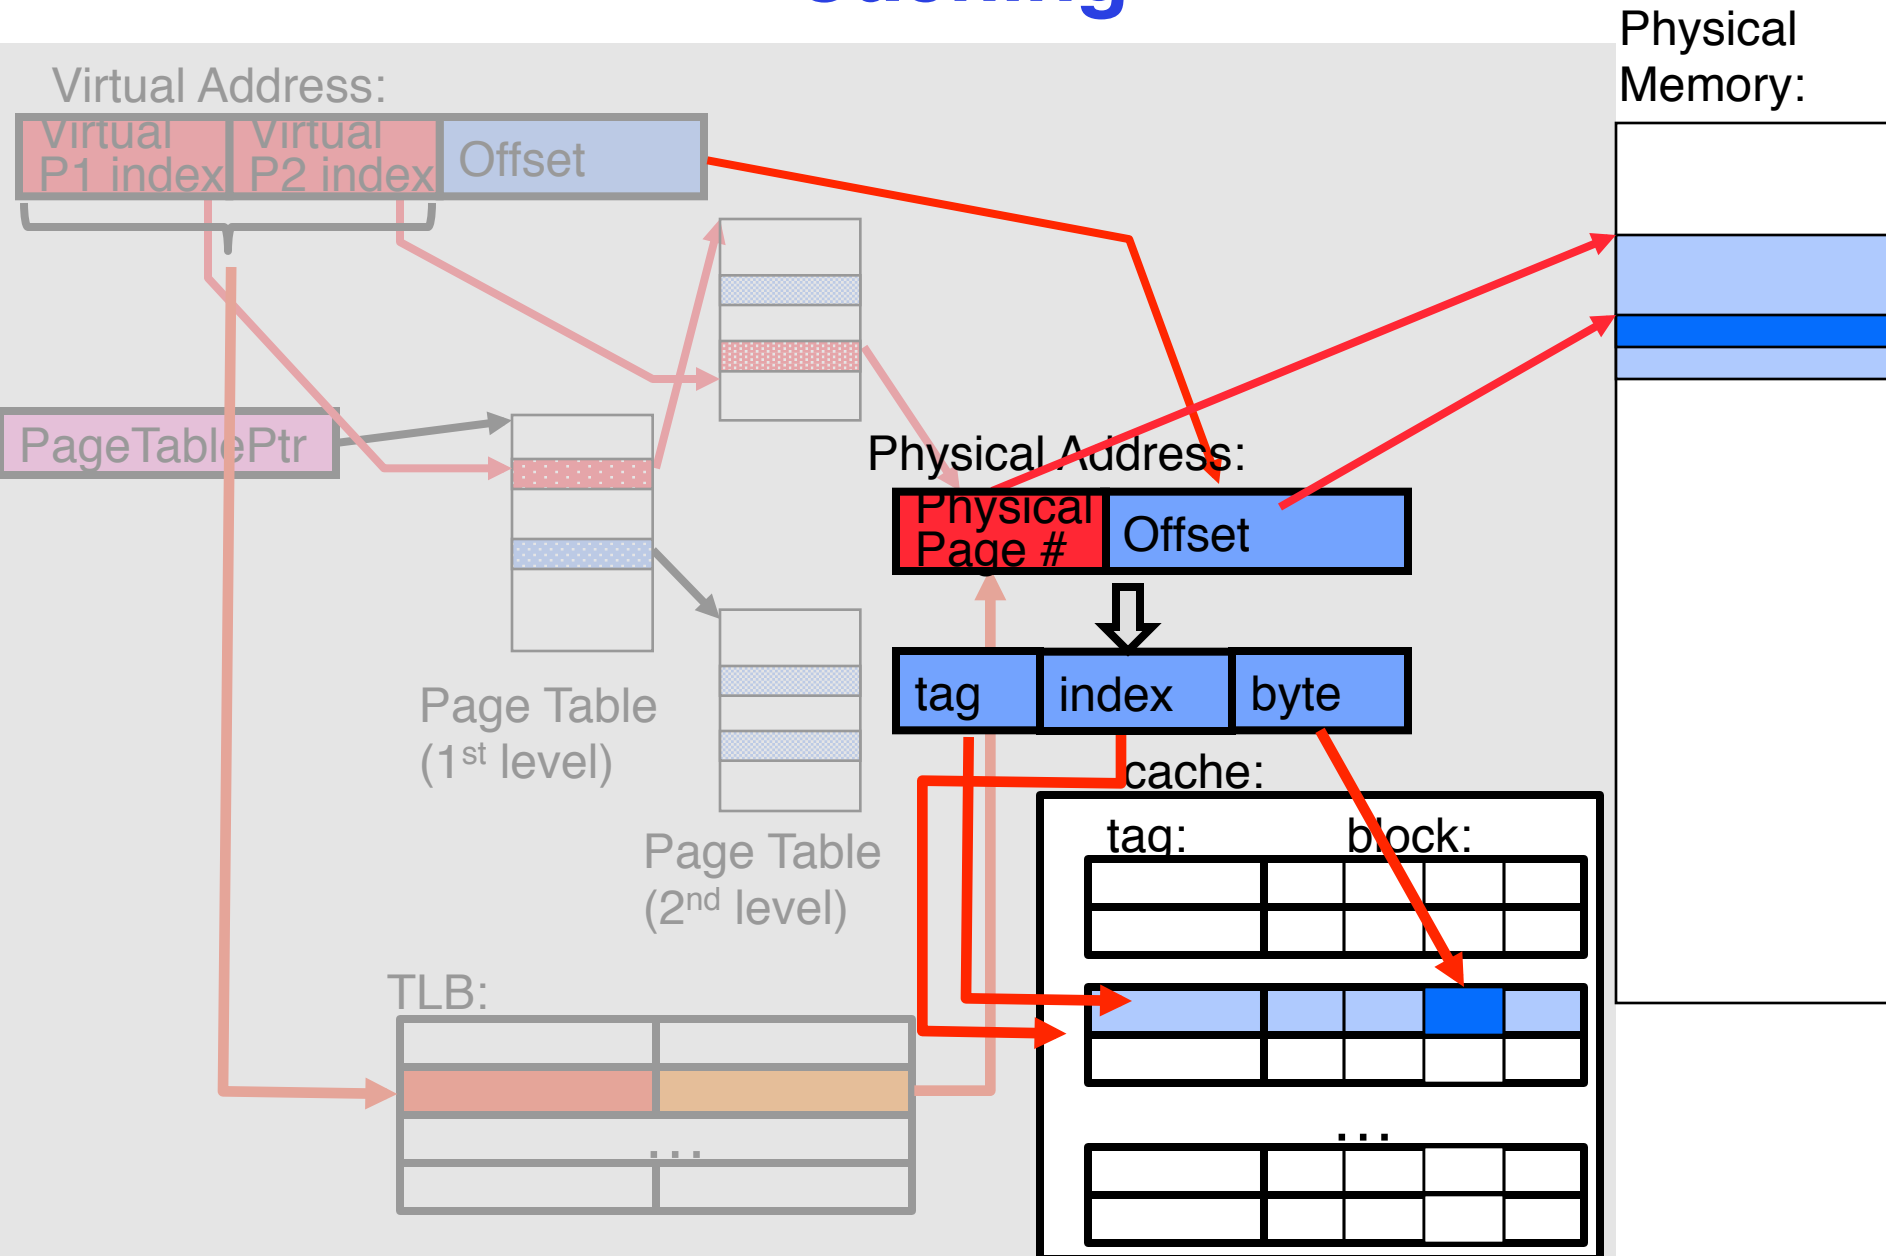 Caching
Physical
Memory:
Virtual Address:
Virtual
P1 index
Virtual
P2 index
Offset
PageTablePtr
Physical Address:
Physical
Page #
Offset
tag
index
byte
Page Table
(1st level)
cache:
tag:
block:
Page Table
(2nd level)
TLB:
...
...